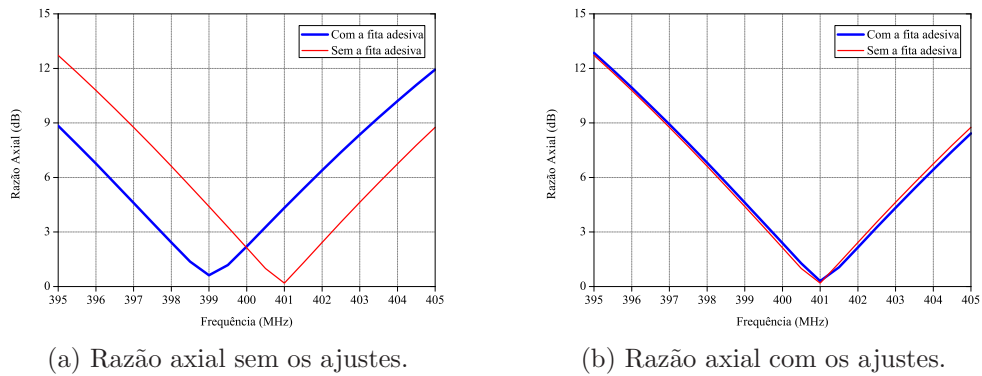 15
12
9
6
3
0
Razão Axial (dB)
Com a fita adesiva
Sem a fita adesiva
395 396 397 398 399 400 401 402 403 404 405
Frequência (MHz)
(a) Razão axial sem os ajustes.
15
12
9
6
3
0
Razão Axial (dB)
Com a fita adesiva
Sem a fita adesiva
395 396 397 398 399 400 401 402 403 404 405
Frequência (MHz)
(b) Razão axial com os ajustes.